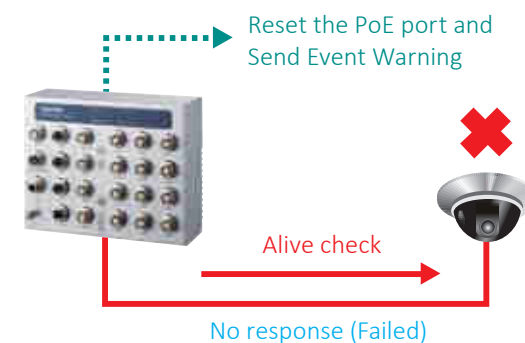 Reset the PoE port and
Send Event Warning
Alive check
No response (Failed)